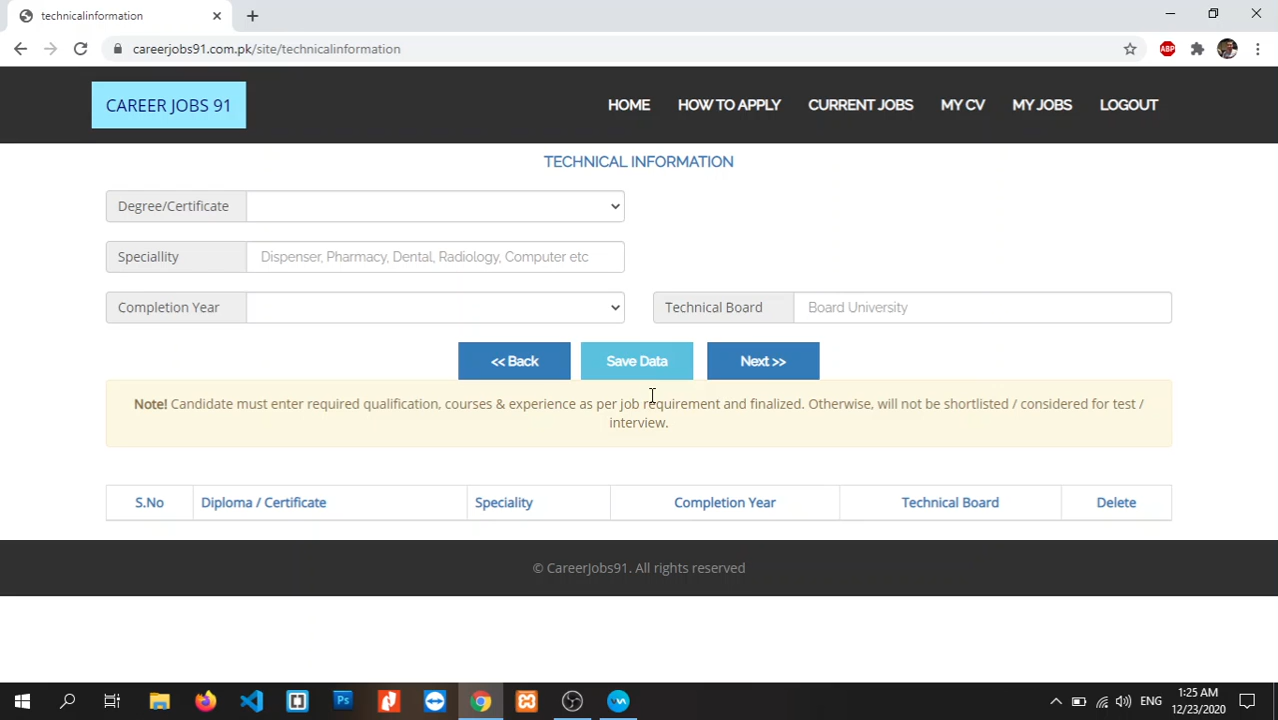 technicalinformation
careerjobs91.com.pk/site/technicalinformation
ABP
CAREER JOBS 91
HOME HOW TO APPLY CURRENT JOBS MY CV MY JOBS LOGOUT
TECHNICAL INFORMATION
Degree/Certificate
Speciallity Dispenser, Pharmacy, Dental, Radiology, Computer etc
Completion Year Technical Board Board University
<< Back Save Data Next >>
Note! Candidate must enter required qualification, courses & experience as per job requirement and finalized. Otherwise, will not be shortlisted / considered for test /
interview.
S.No Diploma / Certificate Speciality Completion Year Technical Board Delete
© CareerJobs91. All rights reserved
Ps
ENG
1:25 AM
12/23/2020